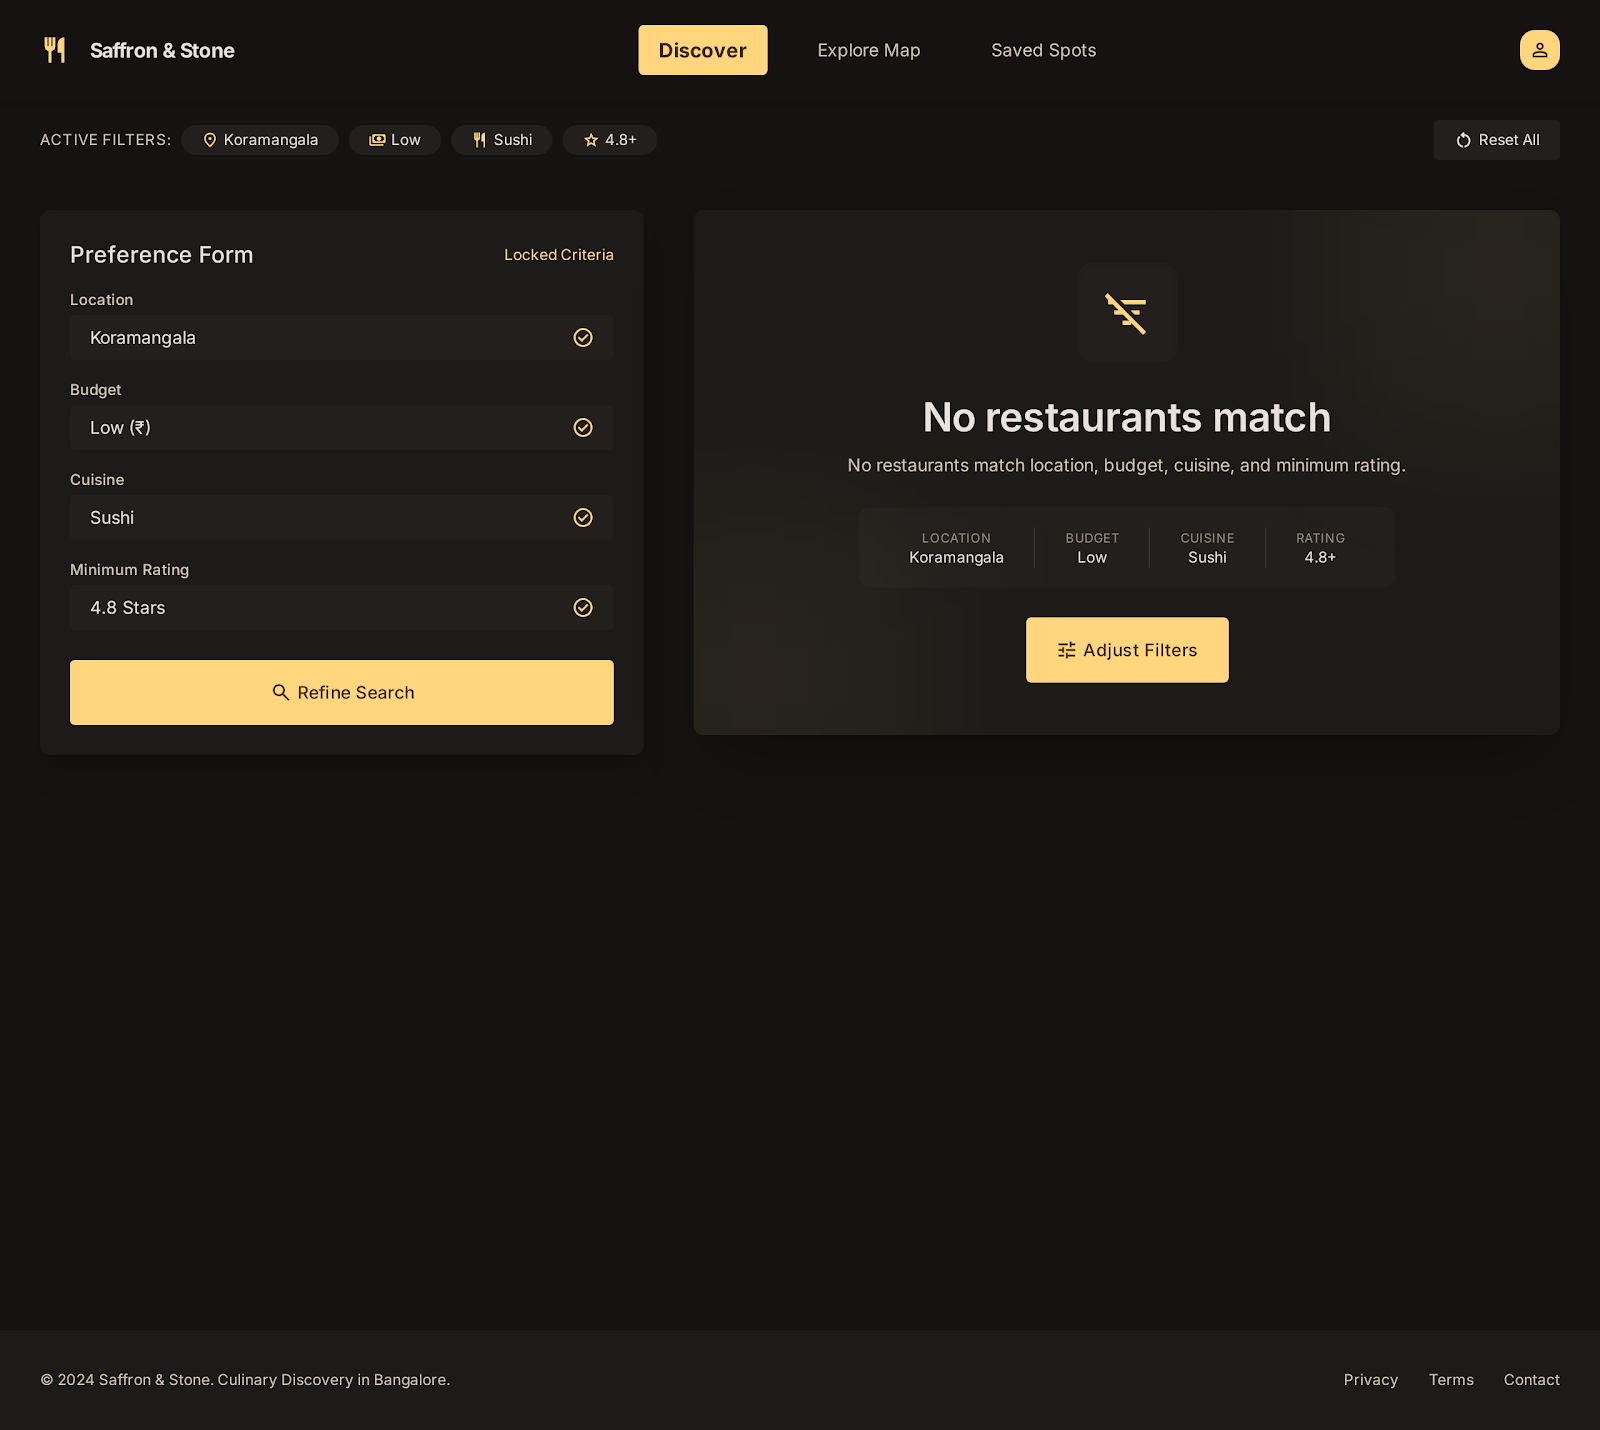 Saffron & Stone
Discover
Explore Map
Saved Spots
ACTIVE FILTERS:
Koramangala
Low
Sushi
4.8+
Reset All
Preference Form
Locked Criteria
Location
Koramangala
Budget
Low (₹)
Cuisine
Sushi
Minimum Rating
4.8 Stars
Refine Search
No restaurants match
No restaurants match location, budget, cuisine, and minimum rating.
LOCATION
Koramangala
BUDGET
Low
CUISINE
Sushi
RATING
4.8+
Adjust Filters
© 2024 Saffron & Stone. Culinary Discovery in Bangalore.
Privacy
Terms
Contact